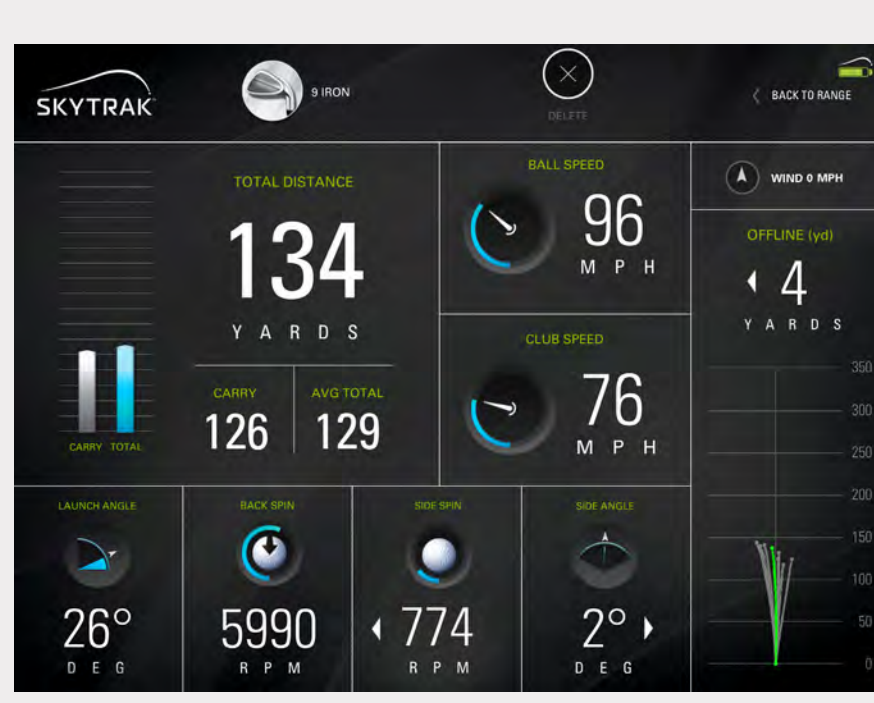 SKYTRAK
9 IRON
DELETE
BACK TO RANGE
TOTAL DISTANCE
134
YARDS
CARRY
126
AVG TOTAL
129
CARRY TOTAL
BALL SPEED
96
MPH
CLUB SPEED
76
MPH
WIND 0 MPH
OFFLINE (yd)
4
YARDS
350
300
250
200
150
100
50
0
LAUNCH ANGLE
26°
DEG
BACK SPIN
5990
RPM
SIDE SPIN
774
RPM
SIDE ANGLE
2°
DEG